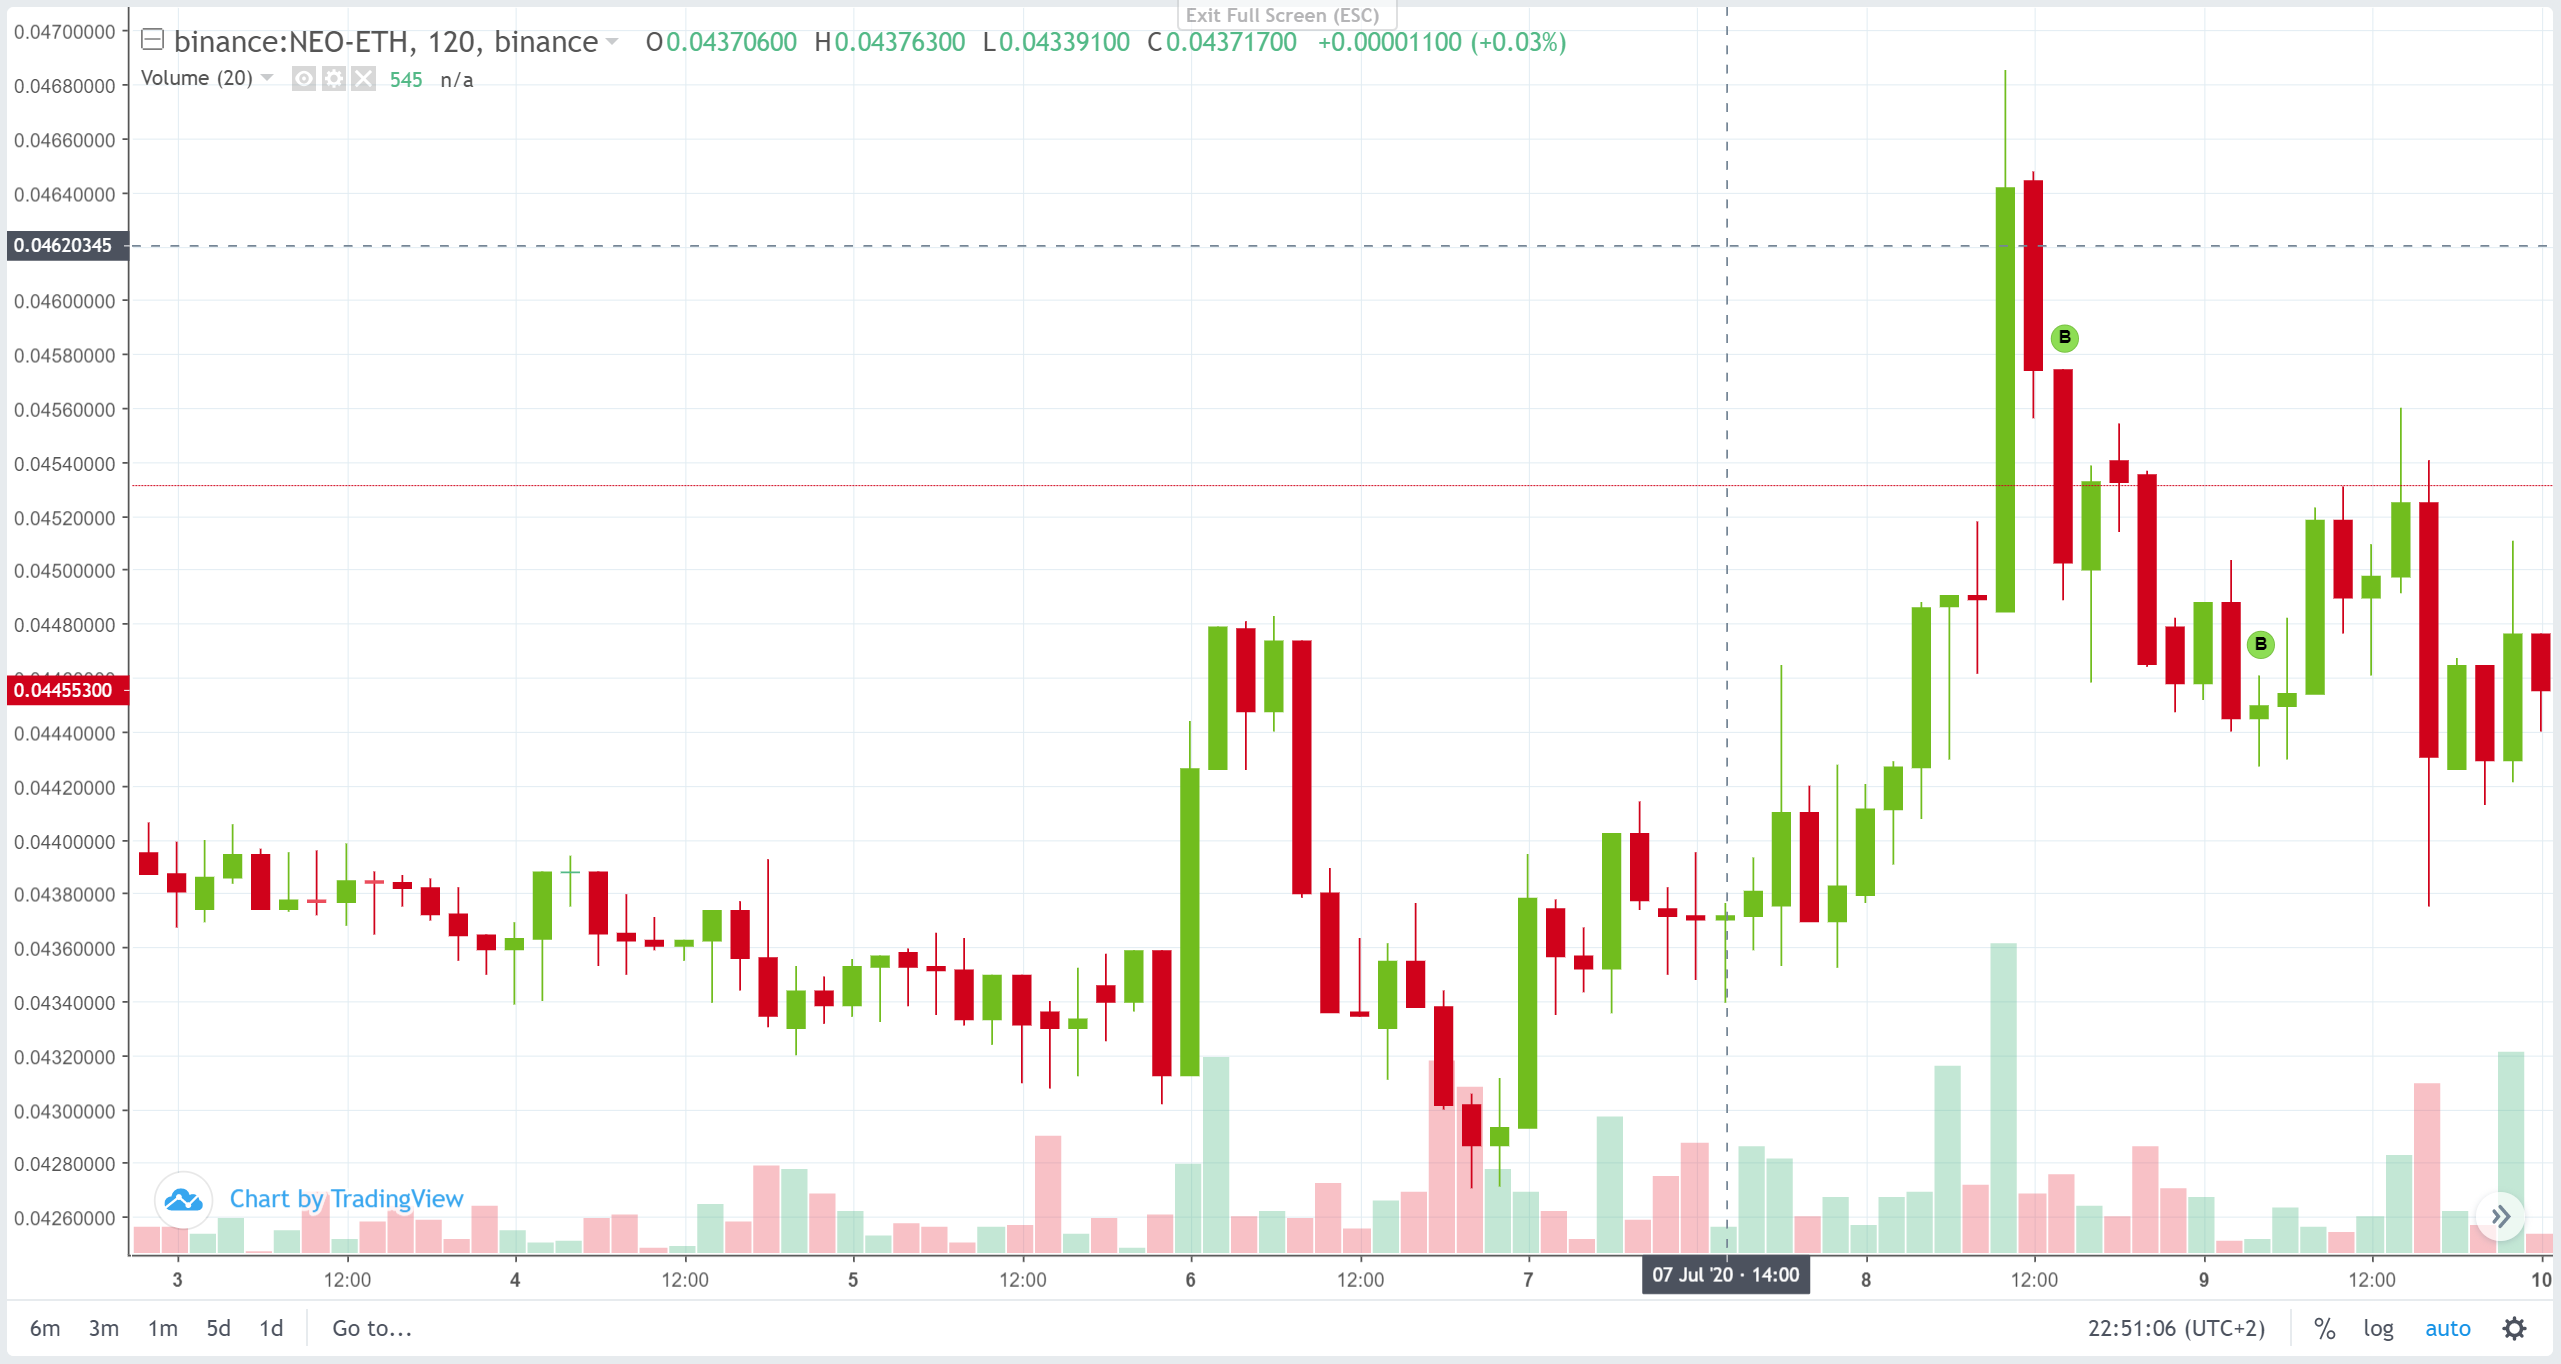 Exit Full Screen (ESC)
binance:NEO-ETH, 120, binance O0.04370600 H0.04376300 L0.04339100 C0.04371700 +0.00001100 (+0.03%)
Volume (20) 545 n/a
0.04700000
0.04680000
0.04660000
0.04640000
0.04620345
0.04600000
0.04580000
B
0.04560000
0.04540000
0.04520000
0.04500000
0.04480000
B
0.04455300
0.04440000
0.04420000
0.04400000
0.04380000
0.04360000
0.04340000
0.04320000
0.04300000
0.04280000
Chart by TradingView
0.04260000
3 12:00 4 12:00 5 12:00 6 12:00 7 07 Jul '20 · 14:00 8 12:00 9 12:00 10
6m 3m 1m 5d 1d Go to... 22:51:06 (UTC+2) % log auto